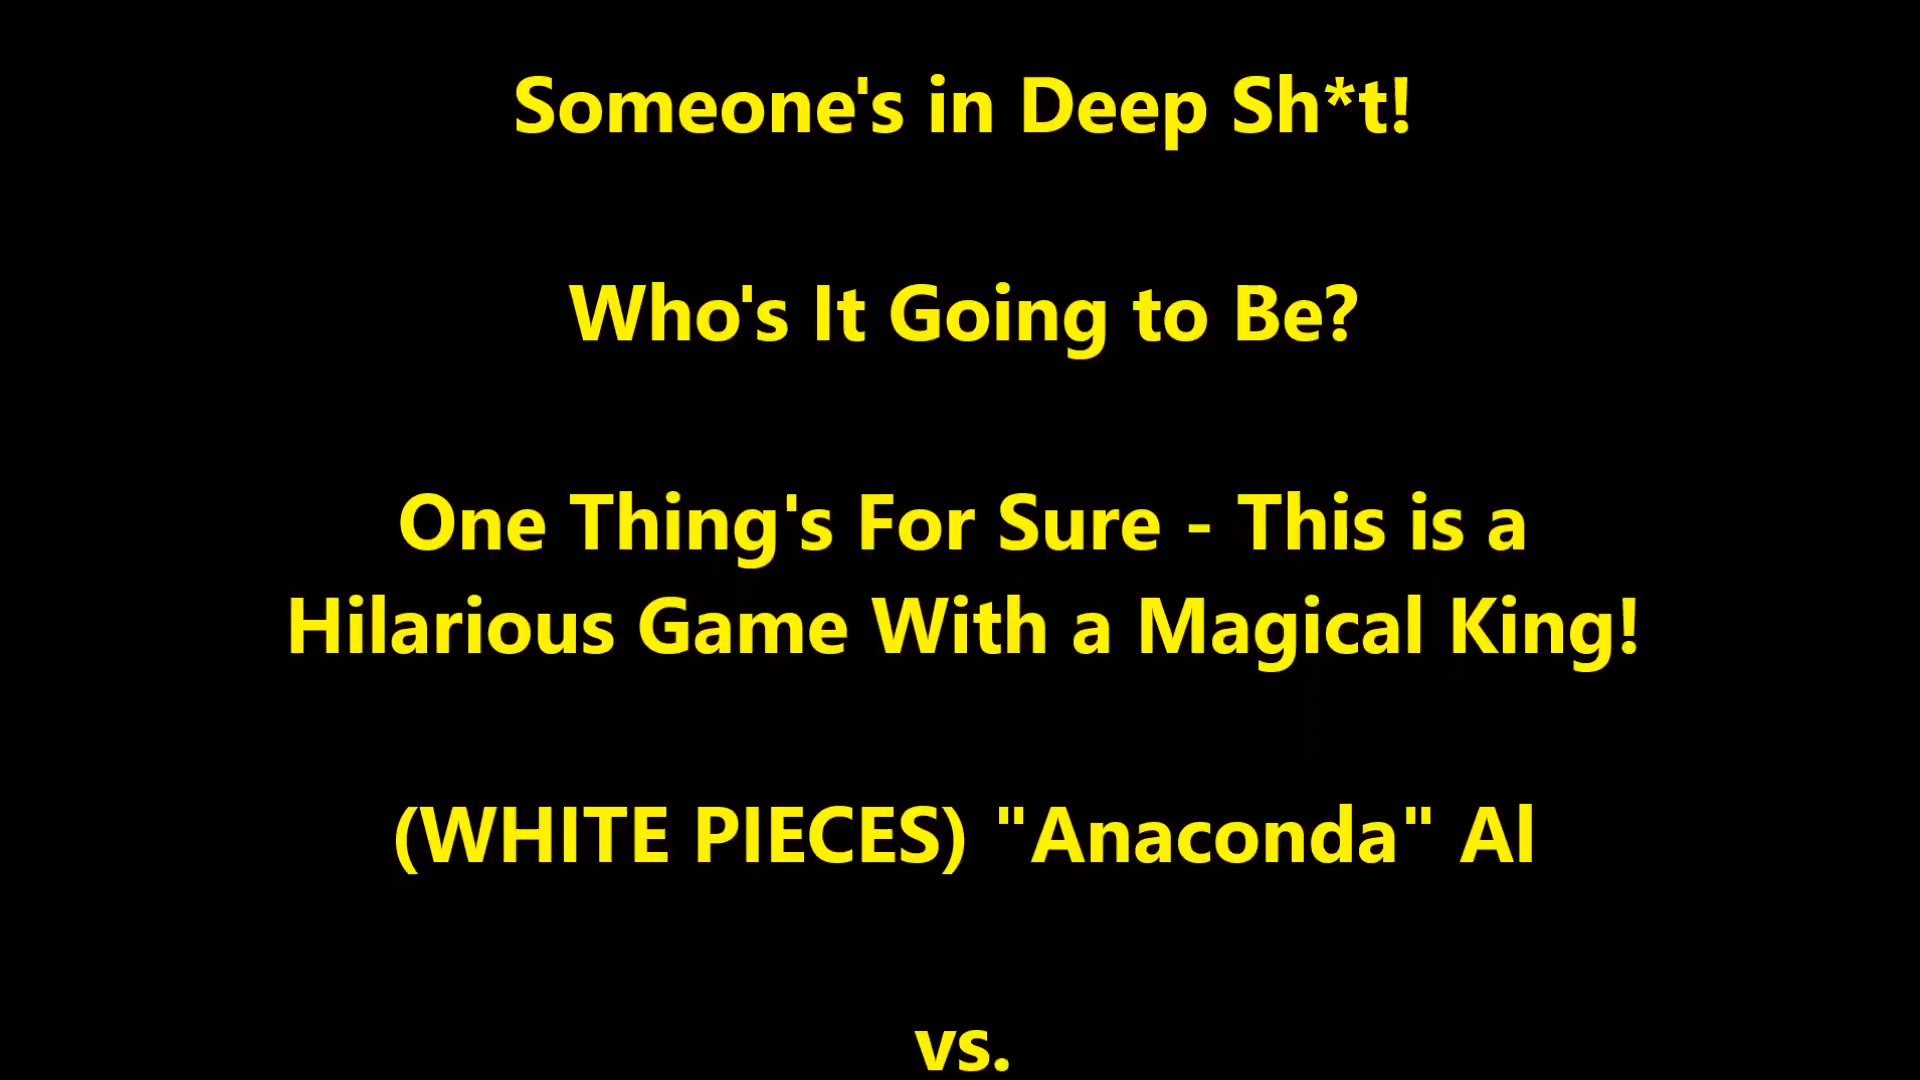 Someone's in Deep Sh*t!
Who's It Going to Be?
One Thing's For Sure - This is a
Hilarious Game With a Magical King!
(WHITE PIECES) "Anaconda" Al
vs.